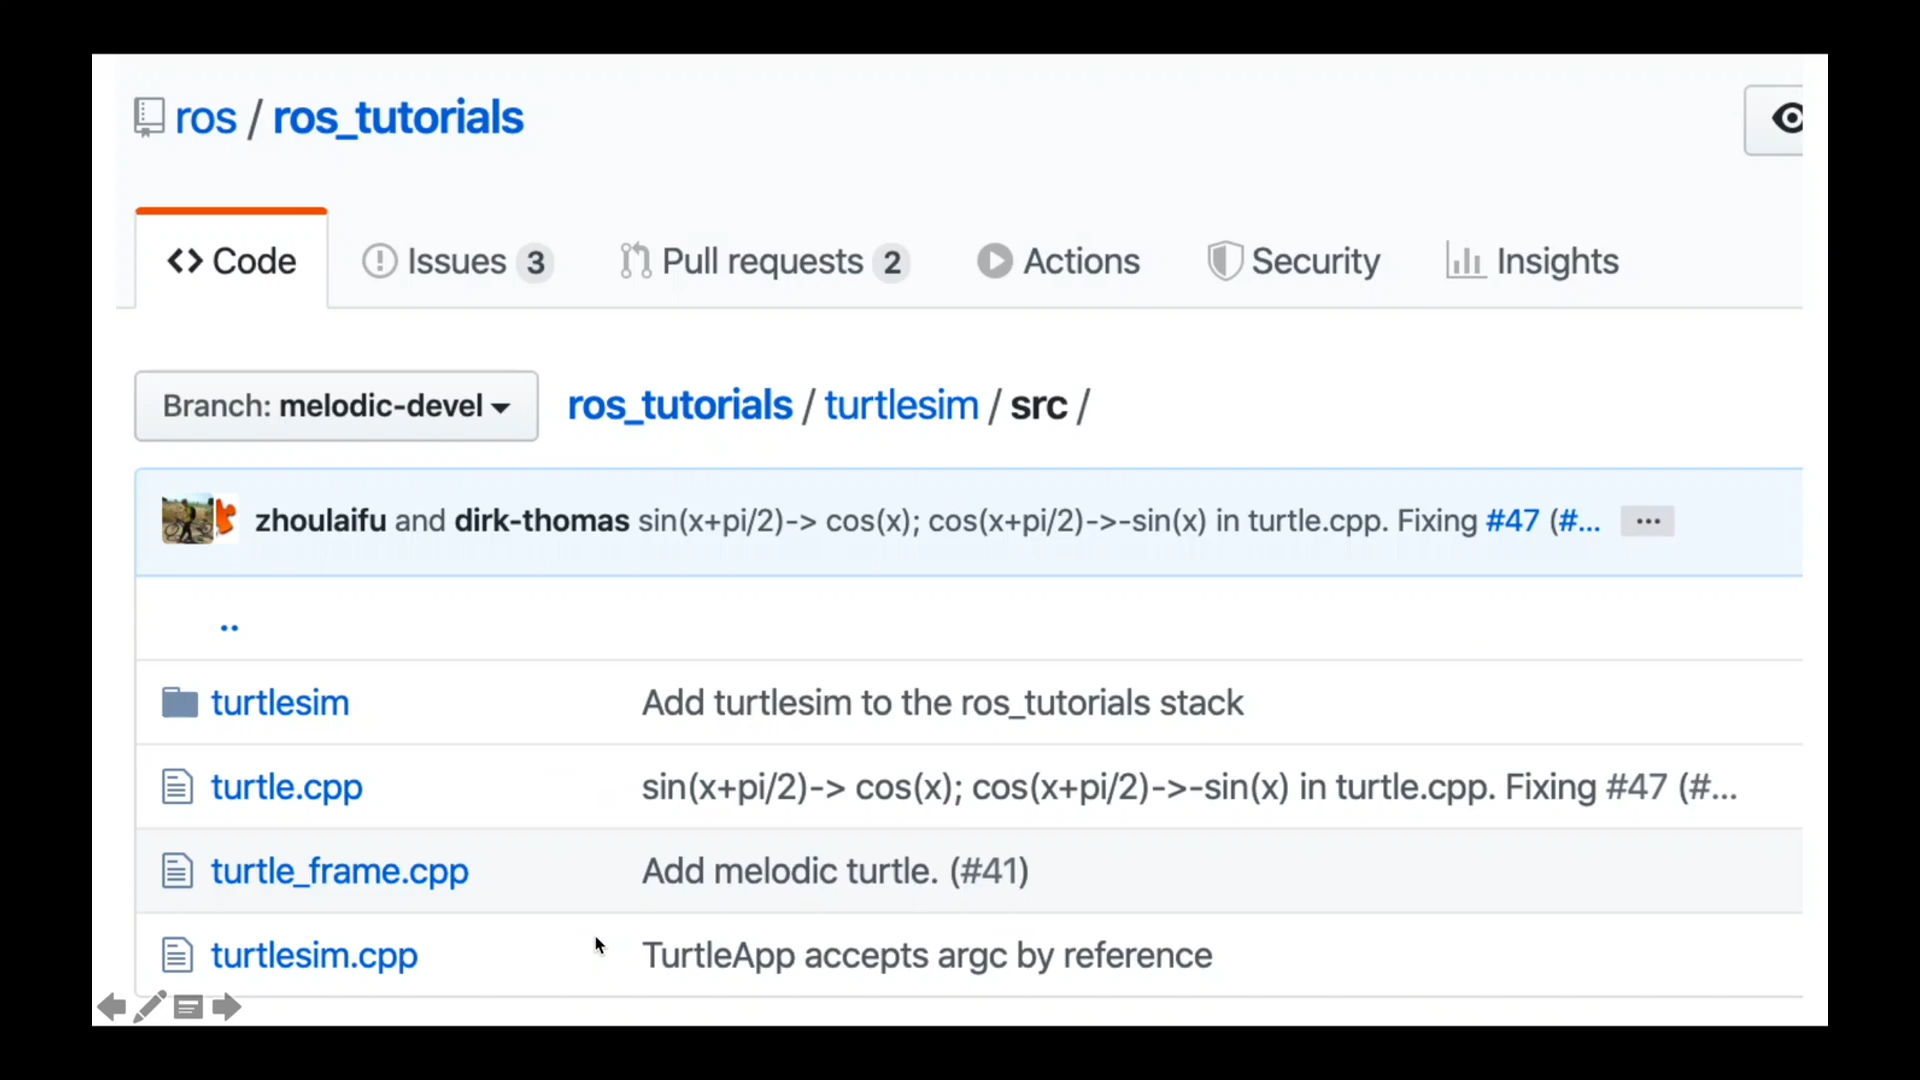 ros / ros_tutorials
Code Issues 3 Pull requests 2 Actions Security Insights
Branch: melodic-devel ros_tutorials / turtlesim / src /
zhoulaifu and dirk-thomas sin(x+pi/2)-> cos(x); cos(x+pi/2)->-sin(x) in turtle.cpp. Fixing #47 (#... ...
..
turtlesim Add turtlesim to the ros_tutorials stack
turtle.cpp sin(x+pi/2)-> cos(x); cos(x+pi/2)->-sin(x) in turtle.cpp. Fixing #47 (#...
turtle_frame.cpp Add melodic turtle. (#41)
turtlesim.cpp TurtleApp accepts argc by reference